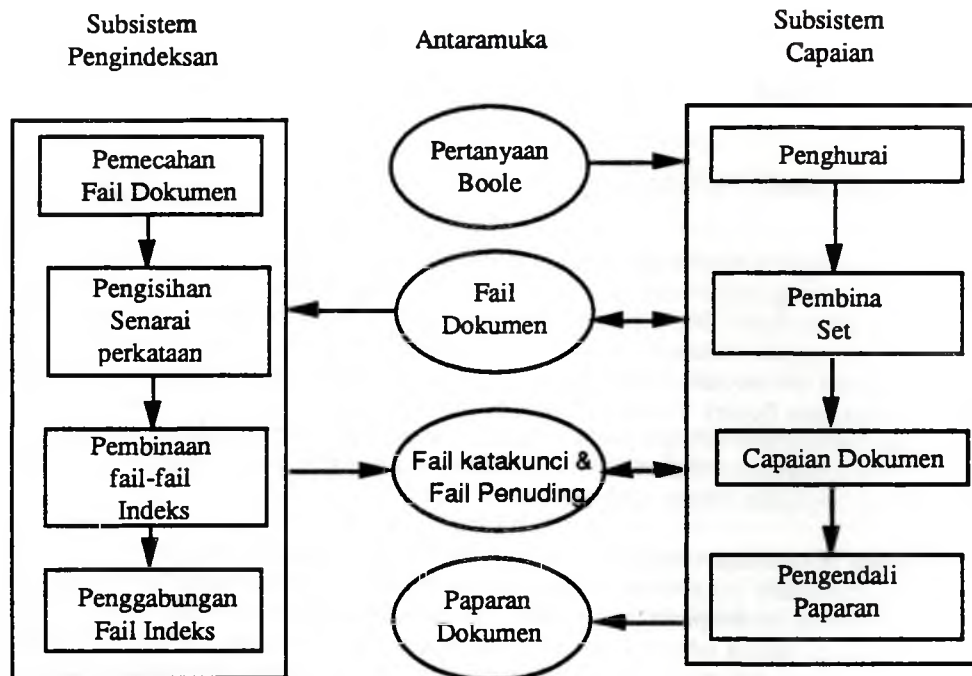 Subsistem
Pengindeksan
Antaramuka
Subsistem
Capaian
Pemecahan
Fail Dokumen
Pengisihan
Senarai
perkataan
Pembinaan
fail-fail
Indeks
Penggabungan
Fail Indeks
Pertanyaan
Boole
Fail
Dokumen
Fail katakunci &
Fail Penuding
Paparan
Dokumen
Penghurai
Pembina
Set
Capaian Dokumen
Pengendali
Paparan